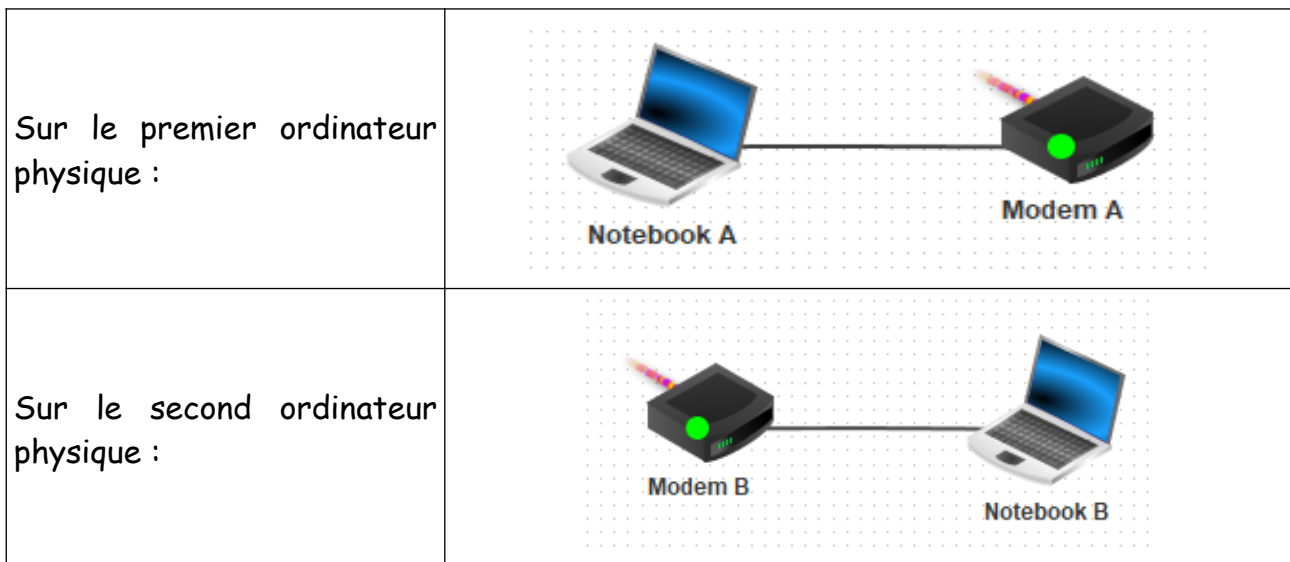 Sur le premier ordinateur
physique :
Notebook A
Modem A
Sur le second ordinateur
physique :
Modem B
Notebook B